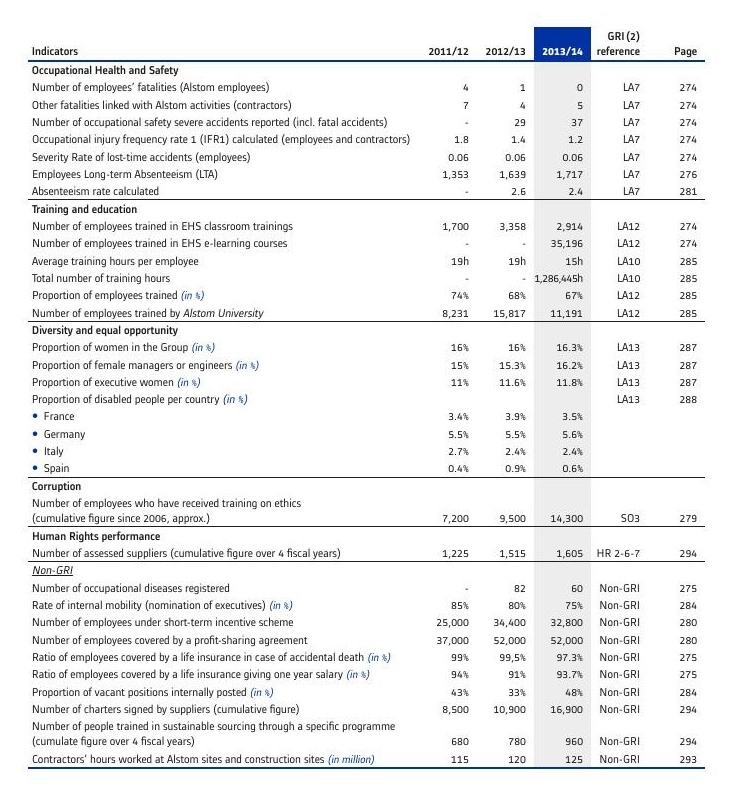 GRI (2)
Indicators 2011/12 2012/13 2013/14 reference Page
Occupational Health and Safety
Number of employees' fatalities (Alstom employees) 4 1 0 LA7 274
Other fatalities linked with Alstom activities (contractors) 7 4 5 LA7 274
Number of occupational safety severe accidents reported (incl. fatal accidents) - 29 37 LA7 274
Occupational injury frequency rate 1 (IFR1) calculated (employees and contractors) 1.8 1.4 1.2 LA7 274
Severity Rate of lost-time accidents (employees) 0.06 0.06 0.06 LA7 274
Employees Long-term Absenteeism (LTA) 1,353 1,639 1,717 LA7 276
Absenteeism rate calculated - 2.6 2.4 LA7 281
Training and education
Number of employees trained in EHS classroom trainings 1,700 3,358 2,914 LA12 274
Number of employees trained in EHS e-learning courses - - 35,196 LA12 274
Average training hours per employee 19h 19h 15h LA10 285
Total number of training hours - - 1,286,445h LA10 285
Proportion of employees trained (in %) 74% 68% 67% LA12 285
Number of employees trained by Alstom University 8,231 15,817 11,191 LA12 285
Diversity and equal opportunity
Proportion of women in the Group (in %) 16% 16% 16.3% LA13 287
Proportion of female managers or engineers (in %) 15% 15.3% 16.2% LA13 287
Proportion of executive women (in %) 11% 11.6% 11.8% LA13 287
Proportion of disabled people per country (in %) LA13 288
• France 3.4% 3.9% 3.5%
• Germany 5.5% 5.5% 5.6%
• Italy 2.7% 2.4% 2.4%
• Spain 0.4% 0.9% 0.6%
Corruption
Number of employees who have received training on ethics
(cumulative figure since 2006, approx.) 7,200 9,500 14,300 SO3 279
Human Rights performance
Number of assessed suppliers (cumulative figure over 4 fiscal years) 1,225 1,515 1,605 HR 2-6-7 294
Non-GRI
Number of occupational diseases registered - 82 60 Non-GRI 275
Rate of internal mobility (nomination of executives) (in %) 85% 80% 75% Non-GRI 284
Number of employees under short-term incentive scheme 25,000 34,400 32,800 Non-GRI 280
Number of employees covered by a profit-sharing agreement 37,000 52,000 52,000 Non-GRI 280
Ratio of employees covered by a life insurance in case of accidental death (in %) 99% 99,5% 97.3% Non-GRI 275
Ratio of employees covered by a life insurance giving one year salary (in %) 94% 91% 93.7% Non-GRI 275
Proportion of vacant positions internally posted (in %) 43% 33% 48% Non-GRI 284
Number of charters signed by suppliers (cumulative figure) 8,500 10,900 16,900 Non-GRI 294
Number of people trained in sustainable sourcing through a specific programme
(cumulate figure over 4 fiscal years) 680 780 960 Non-GRI 294
Contractors' hours worked at Alstom sites and construction sites (in million) 115 120 125 Non-GRI 293